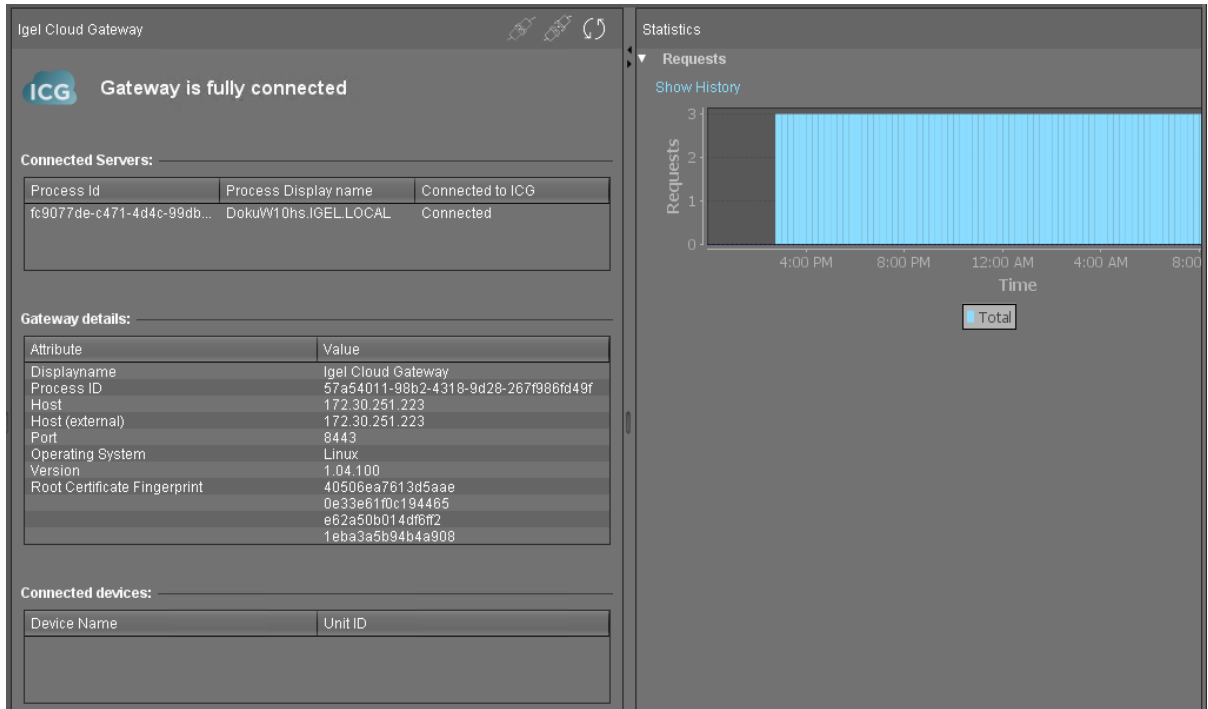 Igel Cloud Gateway
ICG
Gateway is fully connected
Connected Servers:
Process Id Process Display name Connected to ICG
fc9077de-c471-4d4c-99db... DokuW10hs.IGEL.LOCAL Connected
Gateway details:
Attribute Value
Displayname Igel Cloud Gateway
Process ID 57a54011-98b2-4318-9d28-267f986fd49f
Host 172.30.251.223
Host (external) 172.30.251.223
Port 8443
Operating System Linux
Version 1.04.100
Root Certificate Fingerprint 40506ea7613d5aae
0e33e61f0c194465
e62a50b014df6ff2
1eba3a5b94b4a908
Connected devices:
Device Name Unit ID
Statistics
Requests
Show History
3
2
1
0
Requests
4:00 PM 8:00 PM 12:00 AM 4:00 AM 8:00
Time
Total